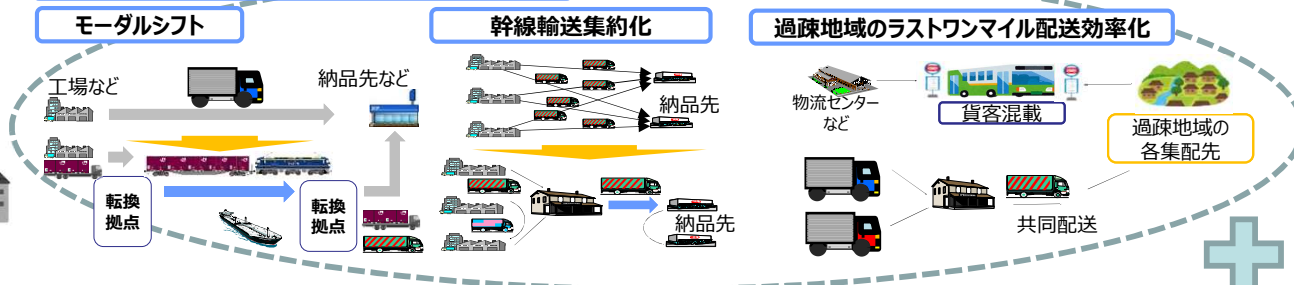 モーダルシフト
工場など
納品先など
転換
拠点
転換
拠点
幹線輸送集約化
納品先
納品先
過疎地域のラストワンマイル配送効率化
物流センター
など
貨客混載
過疎地域の
各集配先
共同配送